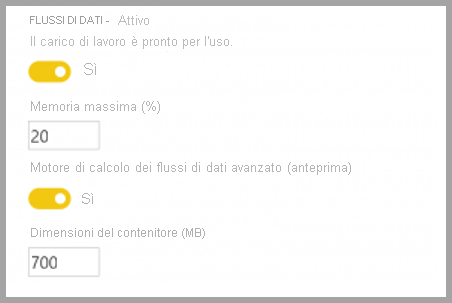 FLUSSI DI DATI - Attivo
Il carico di lavoro è pronto per l'uso.
Sì
Memoria massima (%)
20
Motore di calcolo dei flussi di dati avanzato (anteprima)
Sì
Dimensioni del contenitore (MB)
700